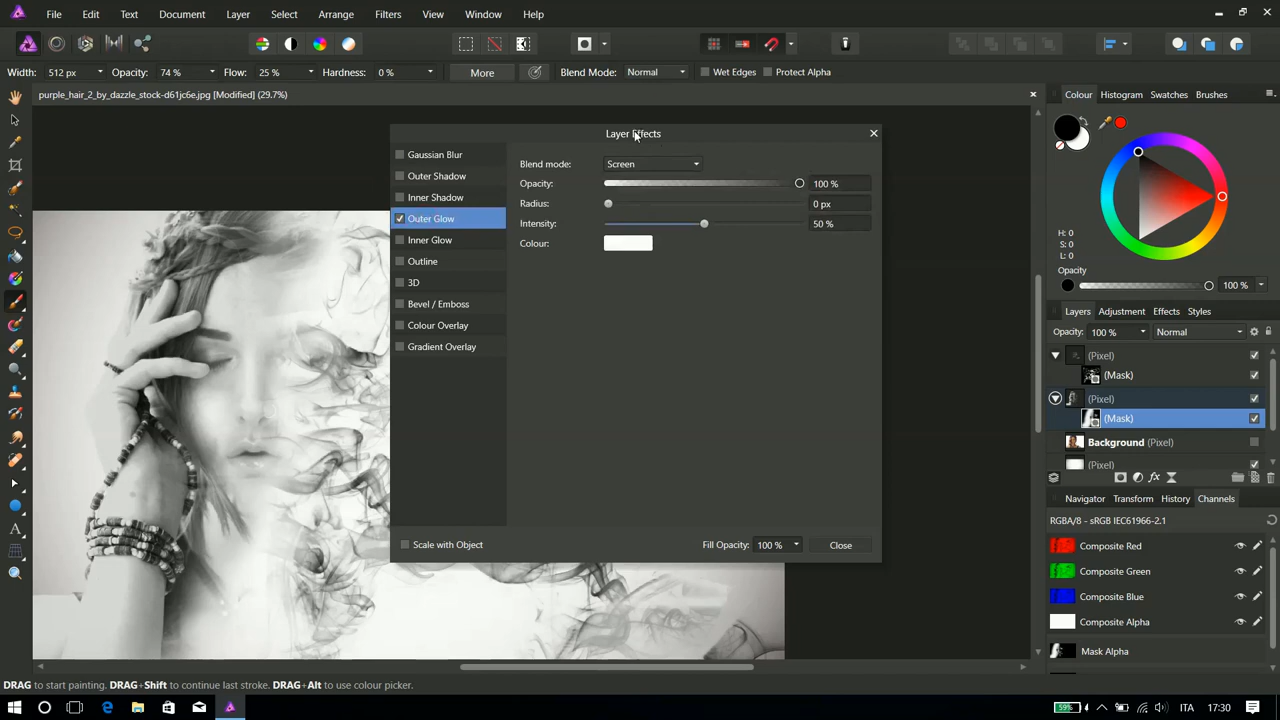 File Edit Text Document Layer Select Arrange Filters View Window Help
Width: 512 px Opacity: 74 % Flow: 25 % Hardness: 0 % More Blend Mode: Normal Wet Edges Protect Alpha
purple_hair_2_by_dazzle_stock-d61jc6e.jpg [Modified] (29.7%)
Colour Histogram Swatches Brushes
Layer Effects
Gaussian Blur
Outer Shadow
Inner Shadow
Outer Glow
Inner Glow
Outline
3D
Bevel / Emboss
Colour Overlay
Gradient Overlay
Blend mode: Screen
Opacity: 100 %
Radius: 0 px
Intensity: 50 %
Colour:
Scale with Object
Fill Opacity: 100 % Close
H: 0
S: 0
L: 0
Opacity
100 %
Layers Adjustment Effects Styles
Opacity: 100 % Normal
(Pixel)
(Mask)
(Pixel)
(Mask)
Background (Pixel)
(Pixel)
fx
Navigator Transform History Channels
RGBA/8 - sRGB IEC61966-2.1
Composite Red
Composite Green
Composite Blue
Composite Alpha
Mask Alpha
DRAG to start painting. DRAG+Shift to continue last stroke. DRAG+Alt to use colour picker.
59% ITA 17:30